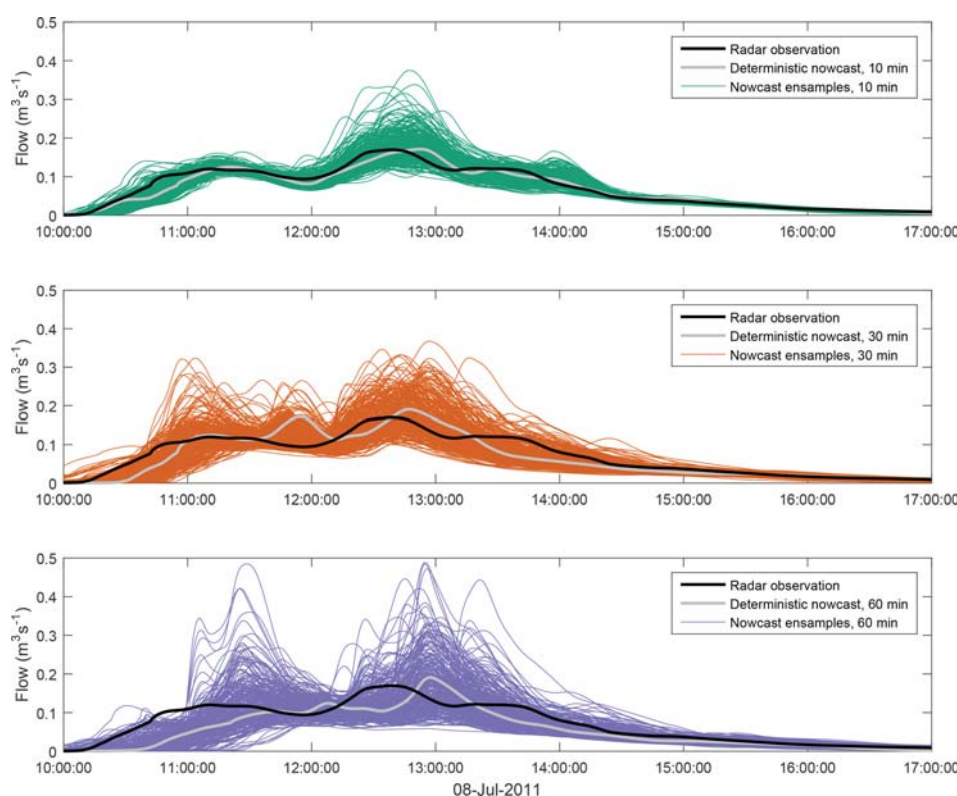 0.5
0.4
0.3
0.2
0.1
0
Flow (m³s⁻¹)
Radar observation
Deterministic nowcast, 10 min
Nowcast ensamples, 10 min
10:00:00 11:00:00 12:00:00 13:00:00 14:00:00 15:00:00 16:00:00 17:00:00
0.5
0.4
0.3
0.2
0.1
0
Flow (m³s⁻¹)
Radar observation
Deterministic nowcast, 30 min
Nowcast ensamples, 30 min
10:00:00 11:00:00 12:00:00 13:00:00 14:00:00 15:00:00 16:00:00 17:00:00
0.5
0.4
0.3
0.2
0.1
0
Flow (m³s⁻¹)
Radar observation
Deterministic nowcast, 60 min
Nowcast ensamples, 60 min
10:00:00 11:00:00 12:00:00 13:00:00 14:00:00 15:00:00 16:00:00 17:00:00
08-Jul-2011